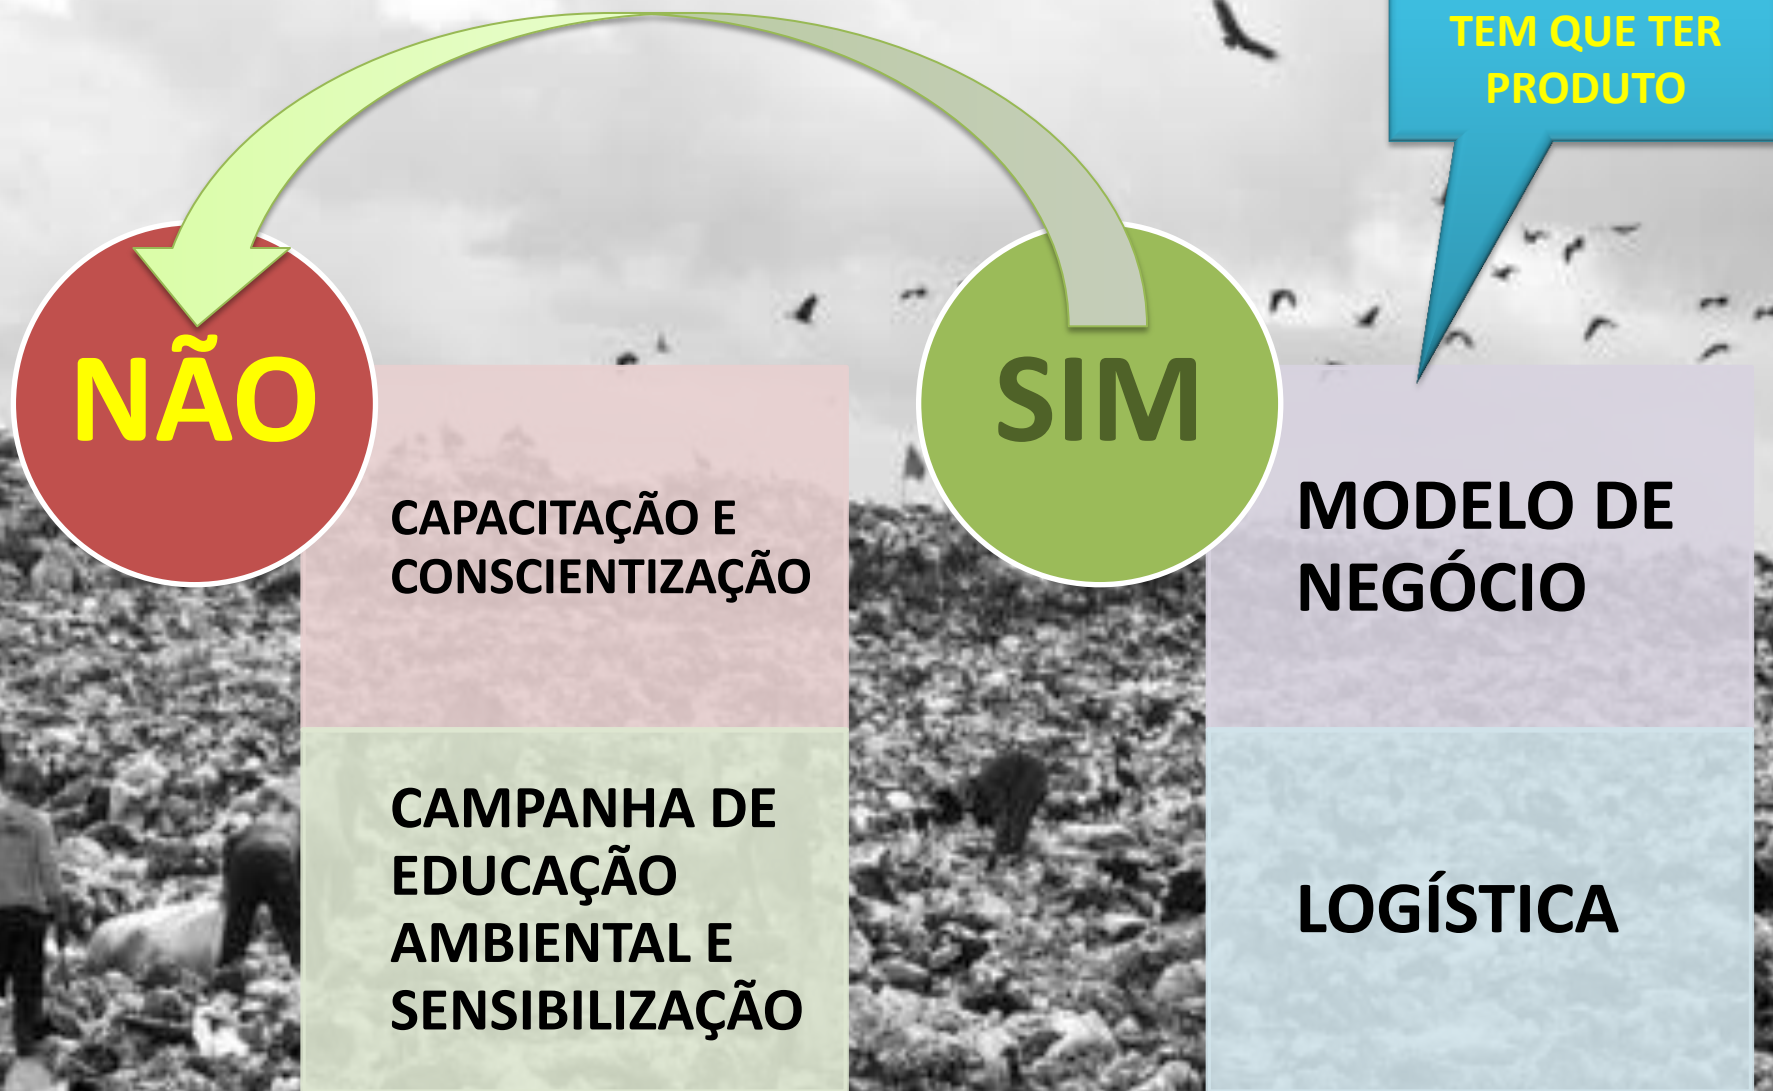 TEM QUE TER
PRODUTO
NÃO
CAPACITAÇÃO E
CONSCIENTIZAÇÃO
CAMPANHA DE
EDUCAÇÃO
AMBIENTAL E
SENSIBILIZAÇÃO
SIM
MODELO DE
NEGÓCIO
LOGÍSTICA